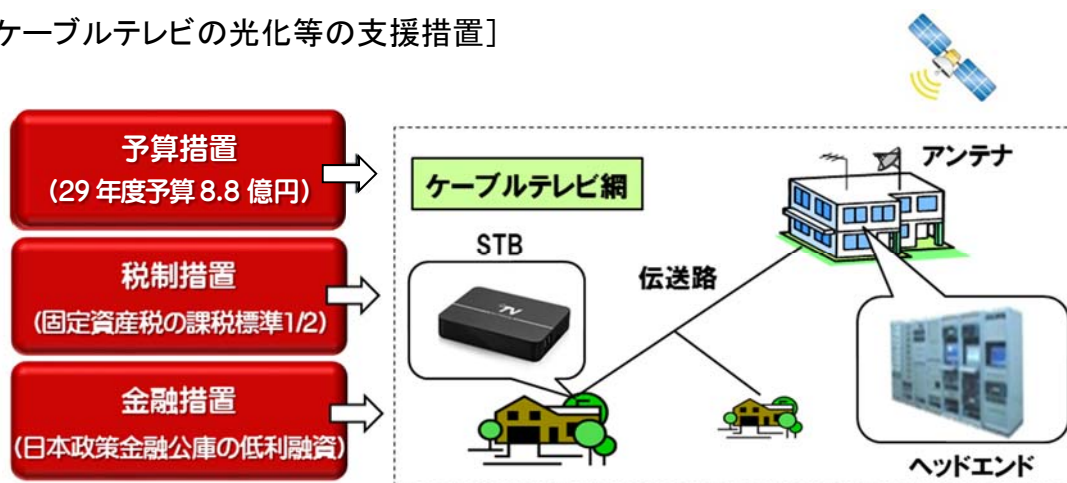 ケーブルテレビの光化等の支援措置]
予算措置
(29 年度予算 8.8 億円)
税制措置
(固定資産税の課税標準1/2)
金融措置
(日本政策金融公庫の低利融資)
ケーブルテレビ網
アンテナ
STB
伝送路
TV
ヘッドエンド